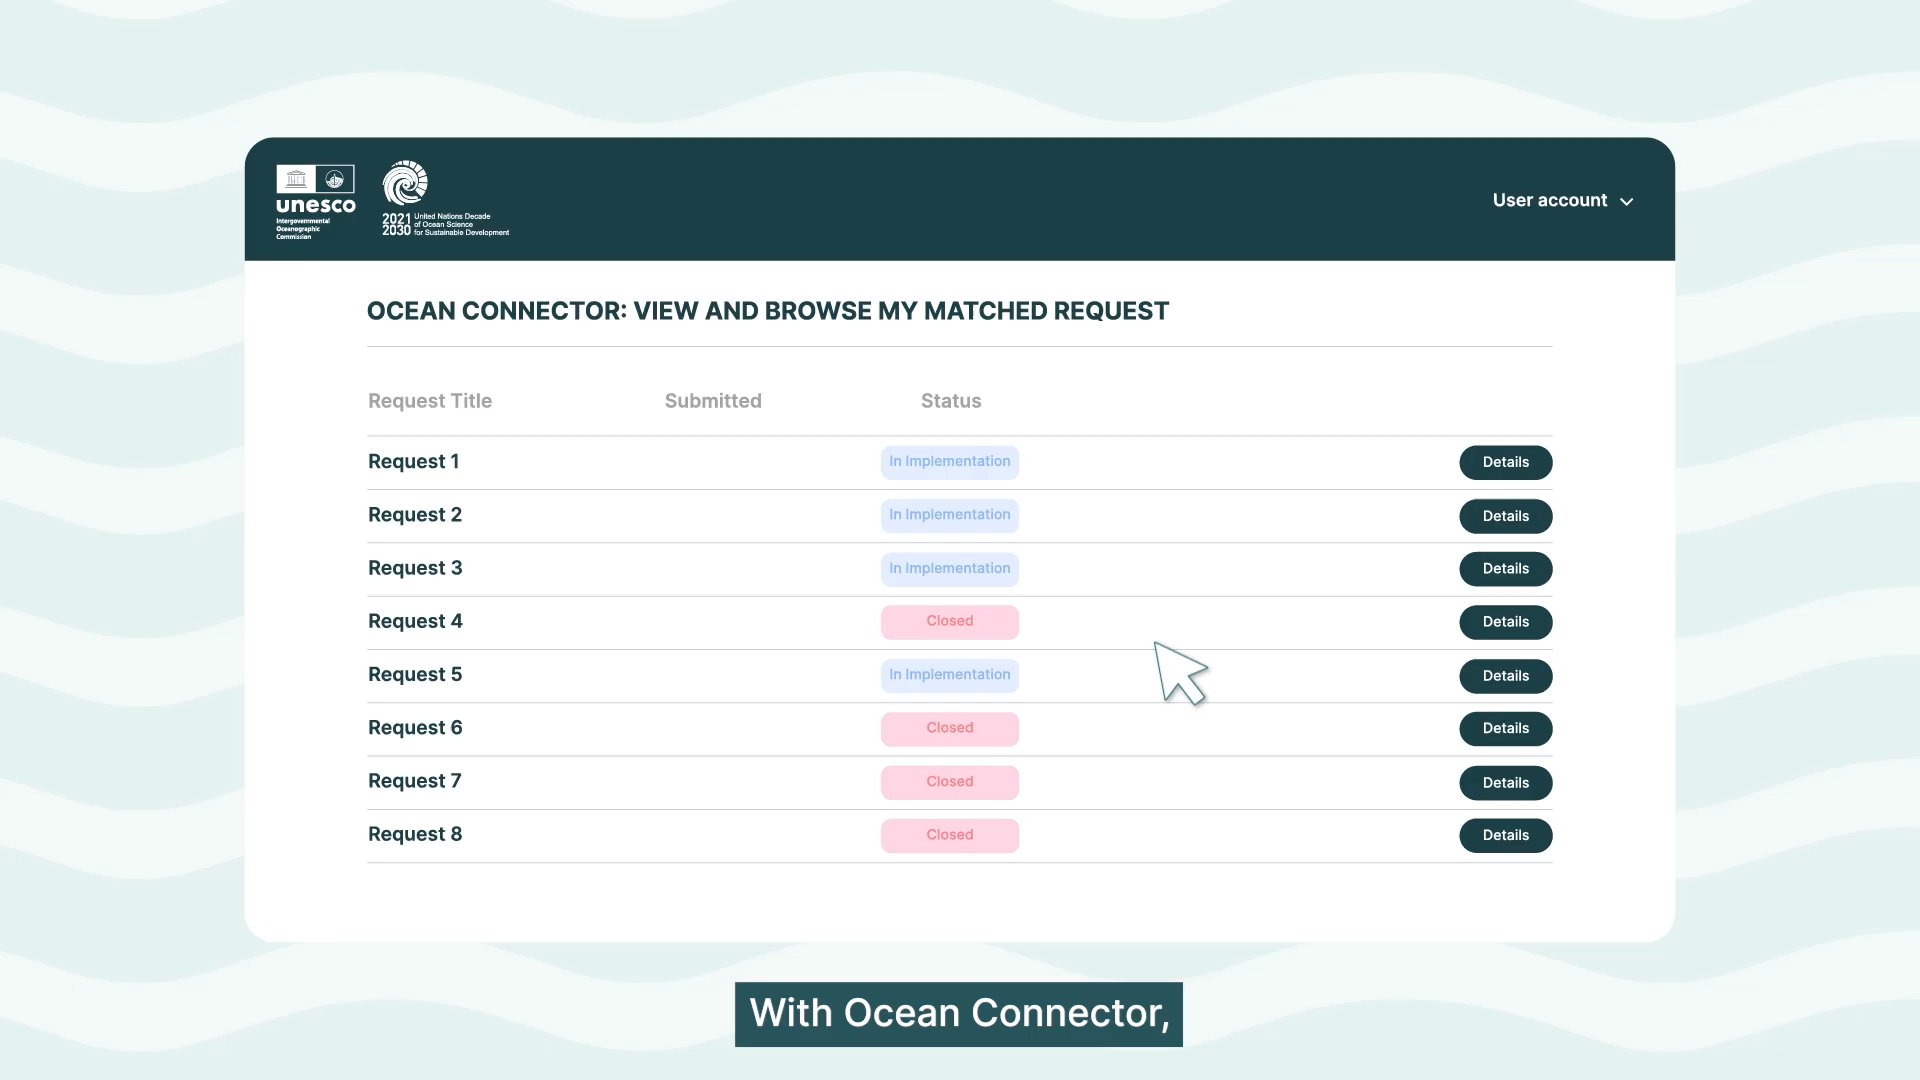 unesco
Intergovernmental
Oceanographic
Commission
2021
2030
United Nations Decade
of Ocean Science
for Sustainable Development
User account
OCEAN CONNECTOR: VIEW AND BROWSE MY MATCHED REQUEST
Request Title Submitted Status
Request 1 In Implementation Details
Request 2 In Implementation Details
Request 3 In Implementation Details
Request 4 Closed Details
Request 5 In Implementation Details
Request 6 Closed Details
Request 7 Closed Details
Request 8 Closed Details
With Ocean Connector,